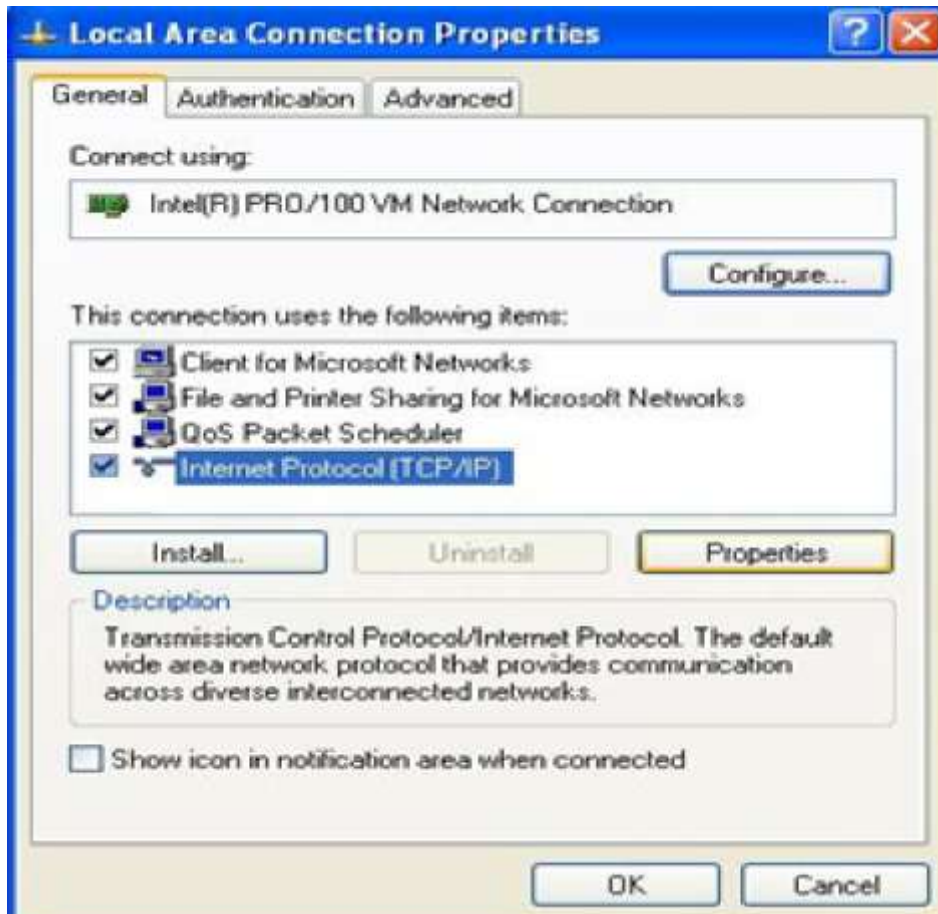 Local Area Connection Properties
General Authentication Advanced
Connect using:
Intel(R) PRO/100 VM Network Connection
Configure...
This connection uses the following items:
Client for Microsoft Networks
File and Printer Sharing for Microsoft Networks
QoS Packet Scheduler
Internet Protocol (TCP/IP)
Install... Uninstall Properties
Description
Transmission Control Protocol/Internet Protocol. The default
wide area network protocol that provides communication
across diverse interconnected networks.
Show icon in notification area when connected
OK Cancel